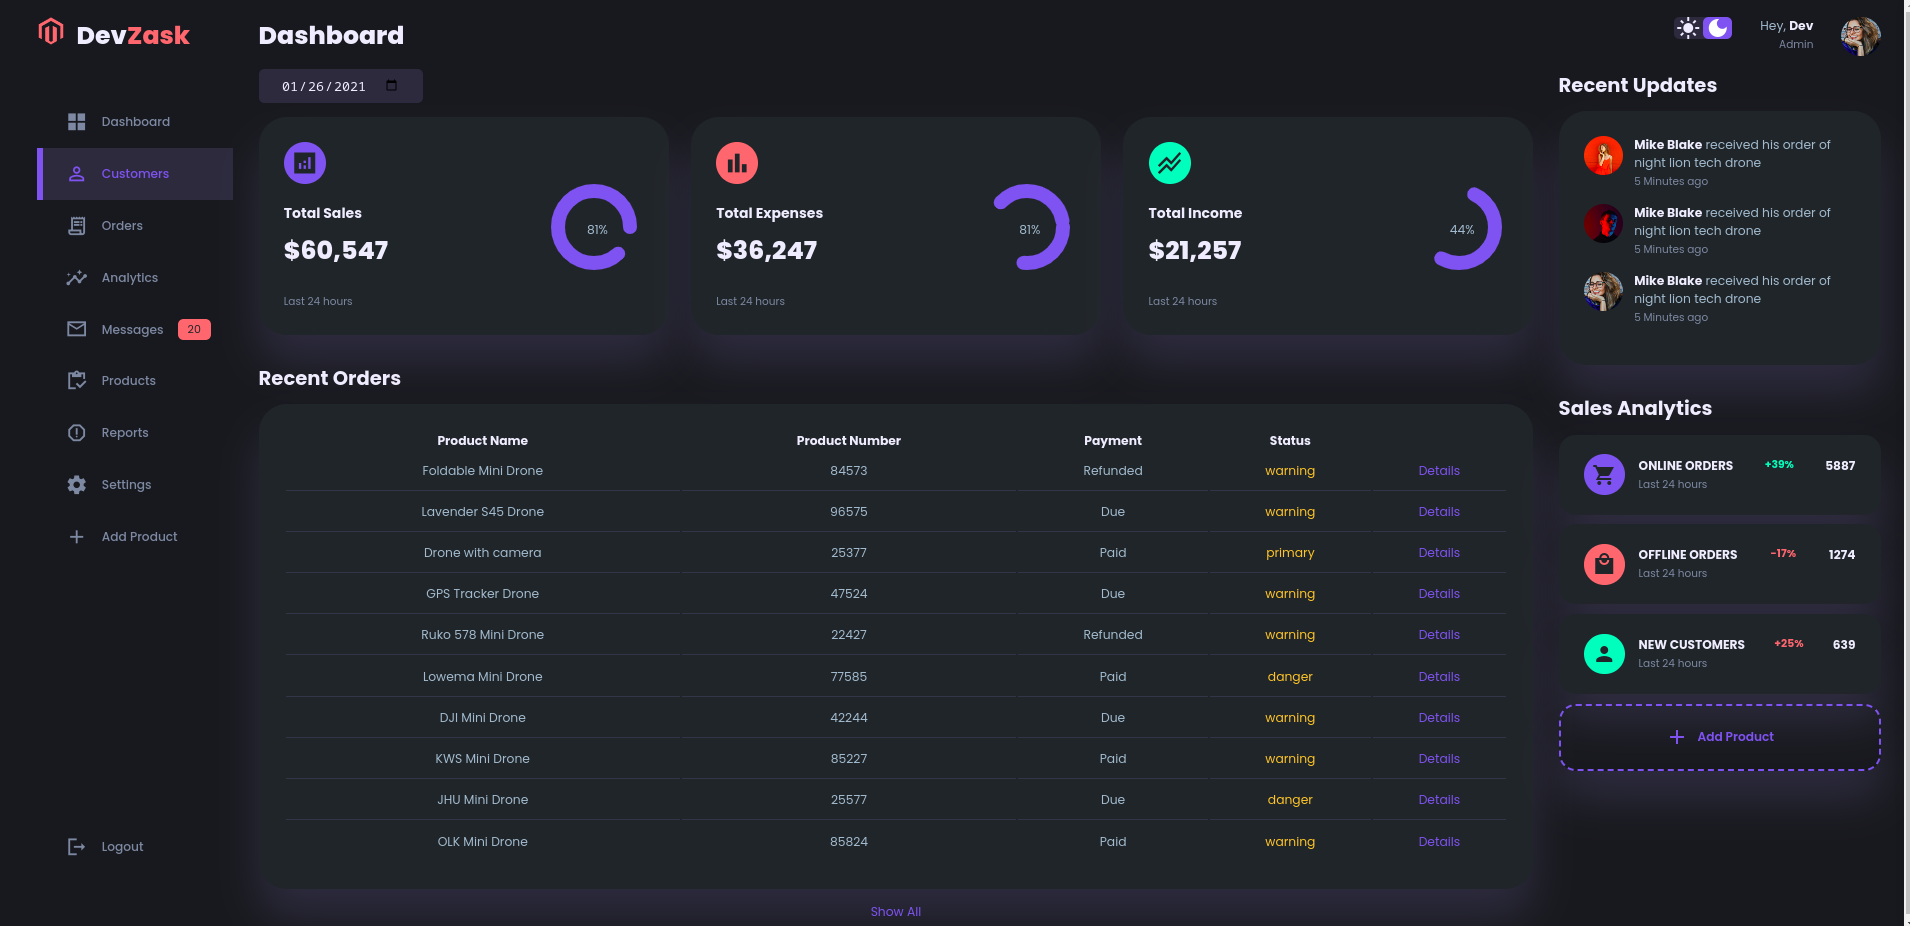 DevZask
Dashboard
Customers
Orders
Analytics
Messages 20
Products
Reports
Settings
Add Product
Logout
Dashboard
01/26/2021
Total Sales
$60,547
81%
Last 24 hours
Total Expenses
$36,247
81%
Last 24 hours
Total Income
$21,257
44%
Last 24 hours
Recent Orders
Product Name Product Number Payment Status
Foldable Mini Drone 84573 Refunded warning Details
Lavender S45 Drone 96575 Due warning Details
Drone with camera 25377 Paid primary Details
GPS Tracker Drone 47524 Due warning Details
Ruko 578 Mini Drone 22427 Refunded warning Details
Lowema Mini Drone 77585 Paid danger Details
DJI Mini Drone 42244 Due warning Details
KWS Mini Drone 85227 Paid warning Details
JHU Mini Drone 25577 Due danger Details
OLK Mini Drone 85824 Paid warning Details
Show All
Hey, Dev
Admin
Recent Updates
Mike Blake received his order of
night lion tech drone
5 Minutes ago
Mike Blake received his order of
night lion tech drone
5 Minutes ago
Mike Blake received his order of
night lion tech drone
5 Minutes ago
Sales Analytics
ONLINE ORDERS +39% 5887
Last 24 hours
OFFLINE ORDERS -17% 1274
Last 24 hours
NEW CUSTOMERS +25% 639
Last 24 hours
Add Product